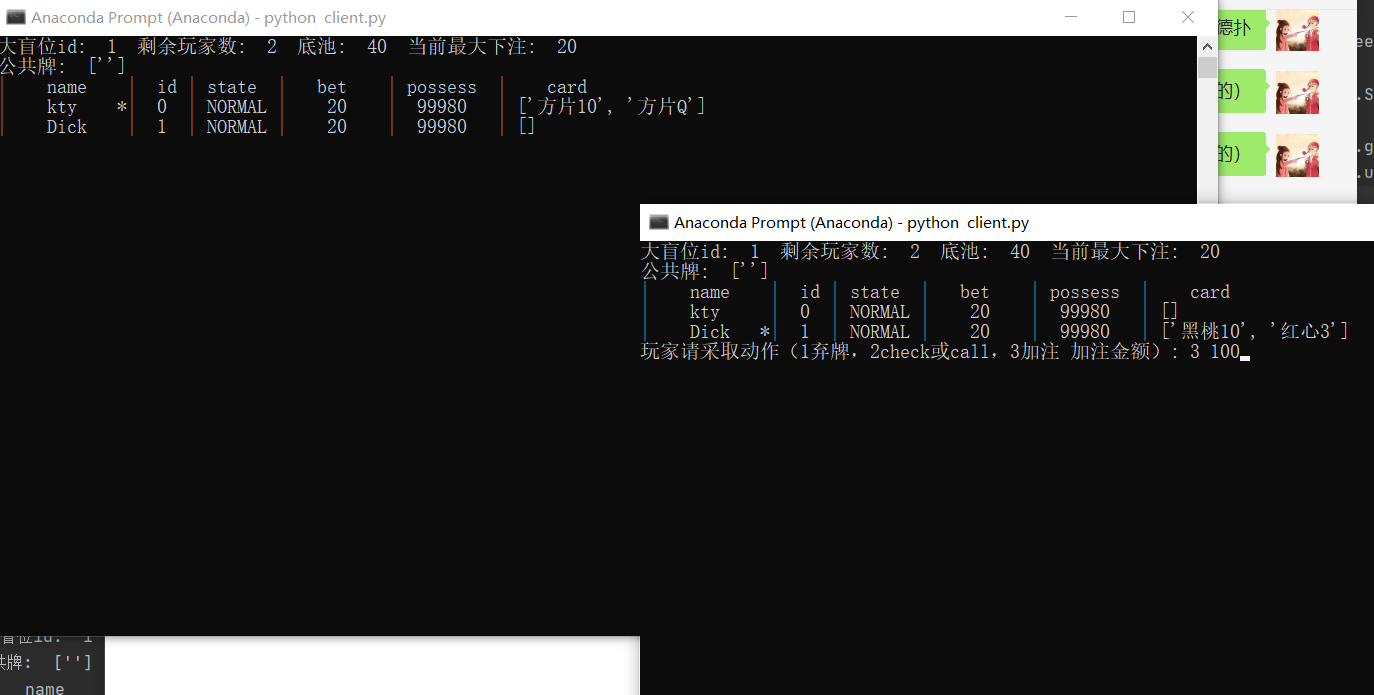 Anaconda Prompt (Anaconda) - python  client.py
大盲位id:  1  剩余玩家数:  2  底池:  40  当前最大下注:  20
公共牌:  ['']
name  id  state  bet  possess  card
kty  *  0  NORMAL  20  99980  ['方片10', '方片Q']
Dick  1  NORMAL  20  99980  []
德扑
的)
的)
ee
.S
.g
.u
Anaconda Prompt (Anaconda) - python  client.py
大盲位id:  1  剩余玩家数:  2  底池:  40  当前最大下注:  20
公共牌:  ['']
name  id  state  bet  possess  card
kty  0  NORMAL  20  99980  []
Dick  *  1  NORMAL  20  99980  ['黑桃10', '红心3']
玩家请采取动作（1弃牌，2check或call，3加注 加注金额）: 3 100
盲位id:  1
共牌:  ['']
name